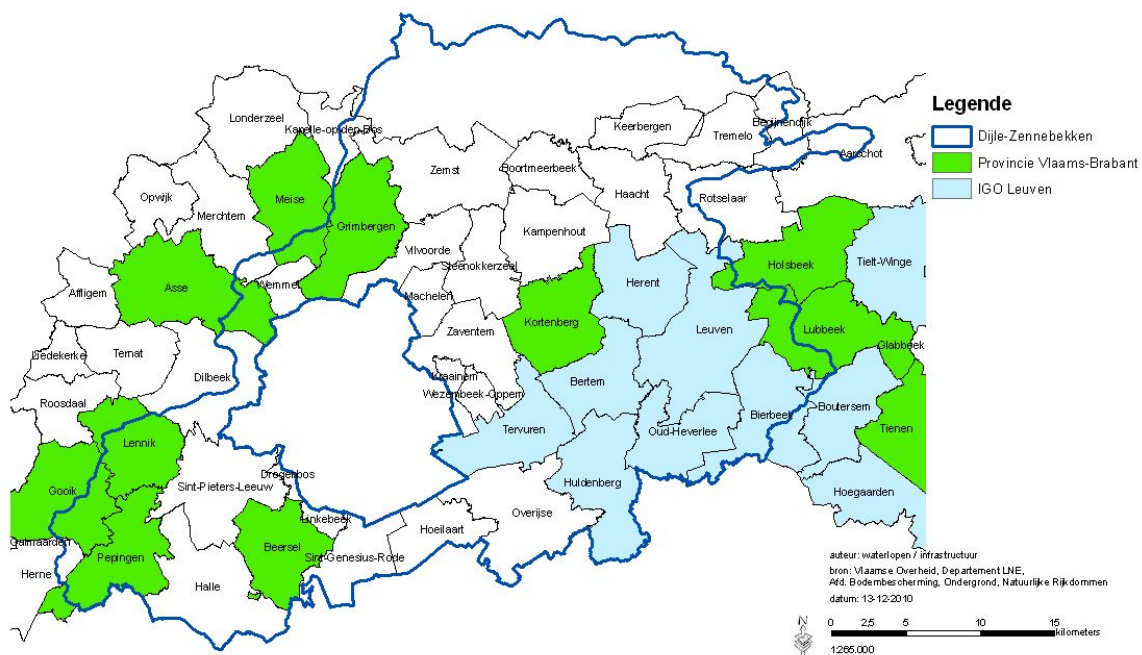 Legende
Dijle-Zennebekken
Provincie Vlaams-Brabant
IGO Leuven
Londerzeel
Kapelle-op-den-Bos
Keerbergen
Tremelo
Begijnendijk
Aarschot
Zemst
Boortmeerbeek
Haacht
Rotselaar
Opwijk
Merchtem
Meise
Grimbergen
Kampenhout
Vilvoorde
Steenokkerzeel
Holsbeek
Tielt-Winge
Affligem
Asse
Wemmel
Machelen
Herent
Zaventem
Kortenberg
Leuven
Lubbeek
Glabbeek
Liedekerke
Ternat
Dilbeek
Kraainem
Wezembeek-Oppem
Bertem
Roosdaal
Bierbeek
Boutersem
Tienen
Lennik
Tervuren
Oud-Heverlee
Gooik
Sint-Pieters-Leeuw
Drogenbos
Huldenberg
Hoegaarden
Galmaarden
Pepingen
Beersel
Linkebeek
Hoeilaart
Overijse
Herne
Halle
Sint-Genesius-Rode
auteur: waterlopen / infrastructuur
bron: Vlaamse Overheid, Departement LNE,
Afd. Bodembescherming, Ondergrond, Natuurlijke Rijkdommen
datum: 13-12-2010
N
0 2,5 5 10 15
kilometers
1:265.000